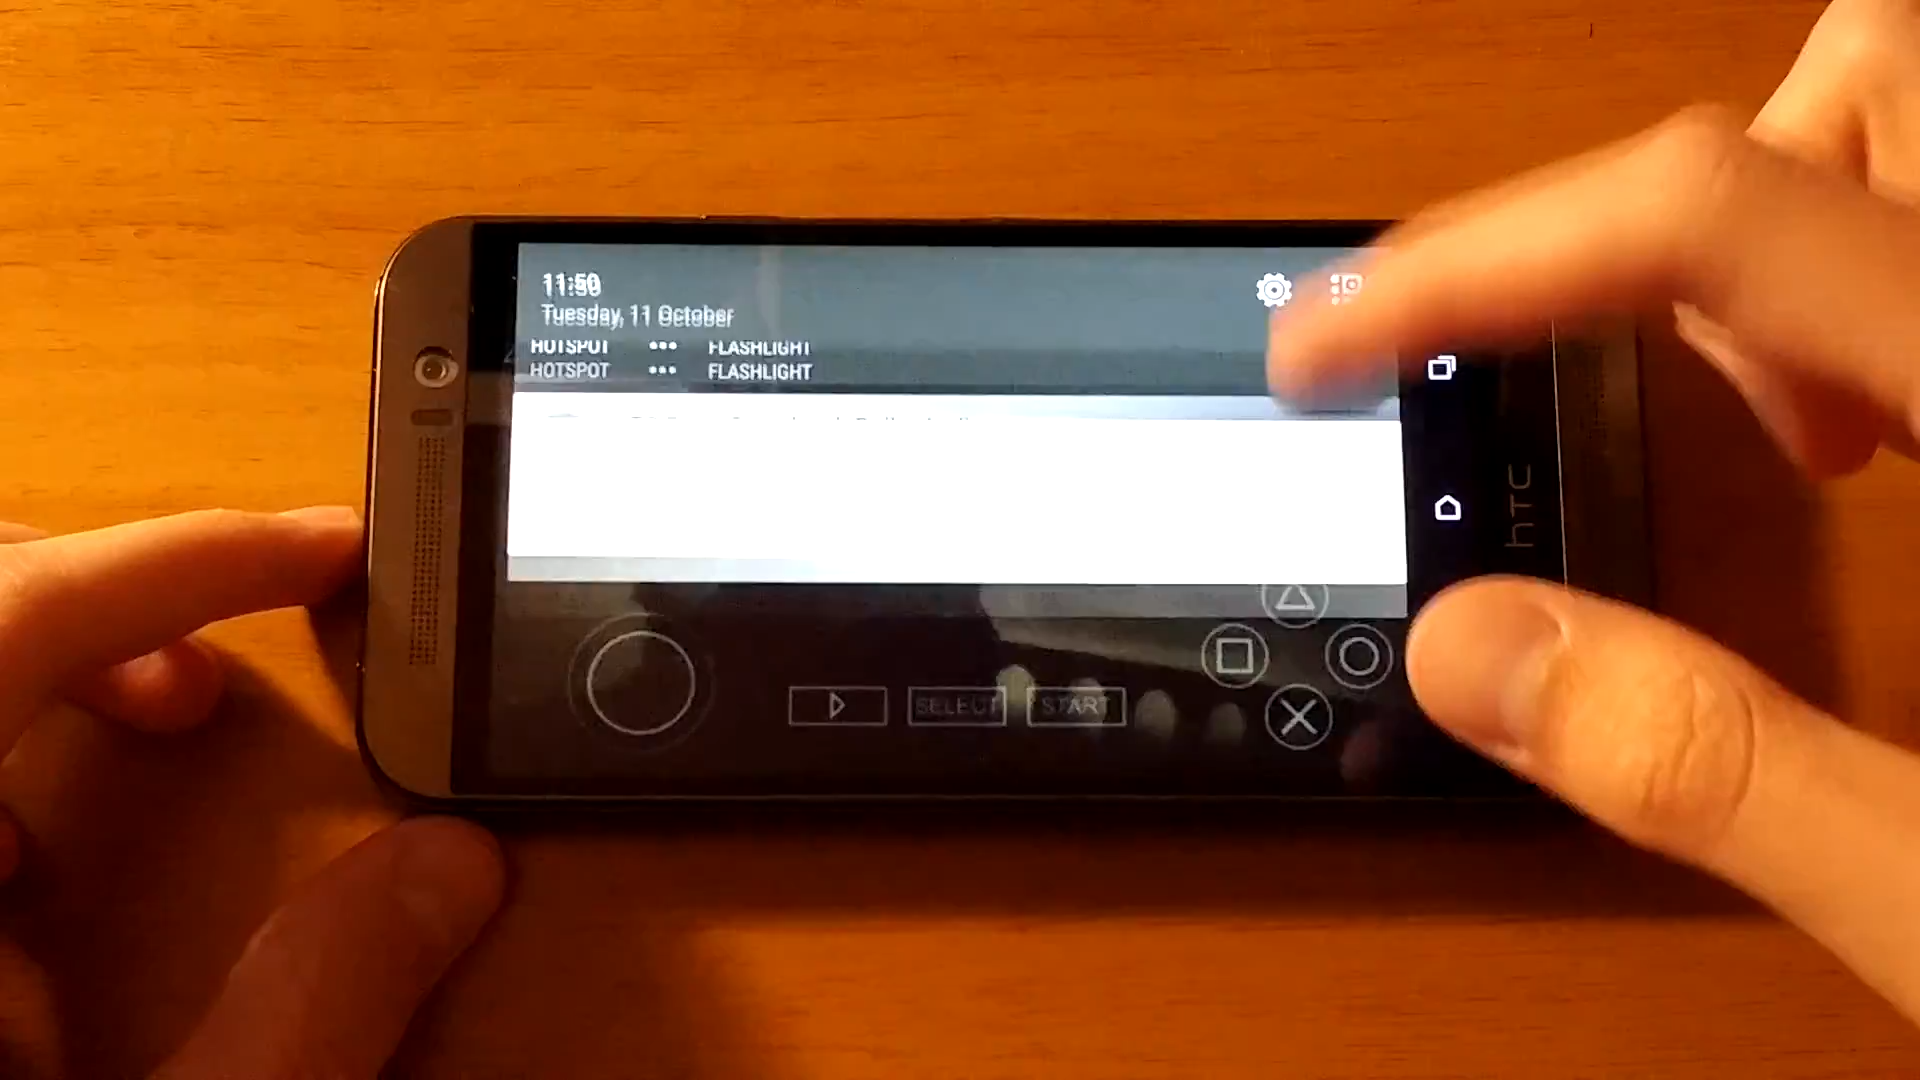 11:50
Tuesday, 11 October
HOTSPOT ••• FLASHLIGHT
HOTSPOT ••• FLASHLIGHT
hTC
SELECT START